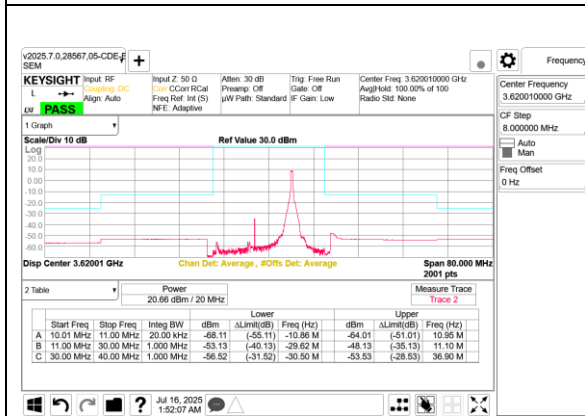 v2025.7.0,28567,05-CDE-F
SEM
KEYSIGHT
L
PASS
Input: RF
Coupling: DC
Align: Auto
Input Z: 50 Ω
Corr CCorr RCal
Freq Ref: Int (S)
NFE: Adaptive
Atten: 30 dB
Preamp: Off
µW Path: Standard
Trig: Free Run
Gate: Off
IF Gain: Low
Center Freq: 3.620010000 GHz
Avg|Hold: 100.00% of 100
Radio Std: None
1 Graph
Scale/Div 10 dB
Ref Value 30.0 dBm
Log
20.0
10.0
0.00
-10.0
-20.0
-30.0
-40.0
-50.0
-60.0
Disp Center 3.62001 GHz
Chan Det: Average , #Offs Det: Average
Span 80.000 MHz
2001 pts
2 Table
Power
20.66 dBm / 20 MHz
Measure Trace
Trace 2
Lower Upper
Start Freq Stop Freq Integ BW dBm ΔLimit(dB) Freq (Hz) dBm ΔLimit(dB) Freq (Hz)
A 10.01 MHz 11.00 MHz 20.00 kHz -68.11 (-55.11) -10.86 M -64.01 (-51.01) 10.95 M
B 11.00 MHz 30.00 MHz 1.000 MHz -53.13 (-40.13) -29.62 M -48.13 (-35.13) 11.10 M
C 30.00 MHz 40.00 MHz 1.000 MHz -56.52 (-31.52) -30.50 M -53.53 (-28.53) 36.90 M
Jul 16, 2025
1:52:07 AM
Frequency
Center Frequency
3.620010000 GHz
CF Step
8.000000 MHz
Auto
Man
Freq Offset
0 Hz